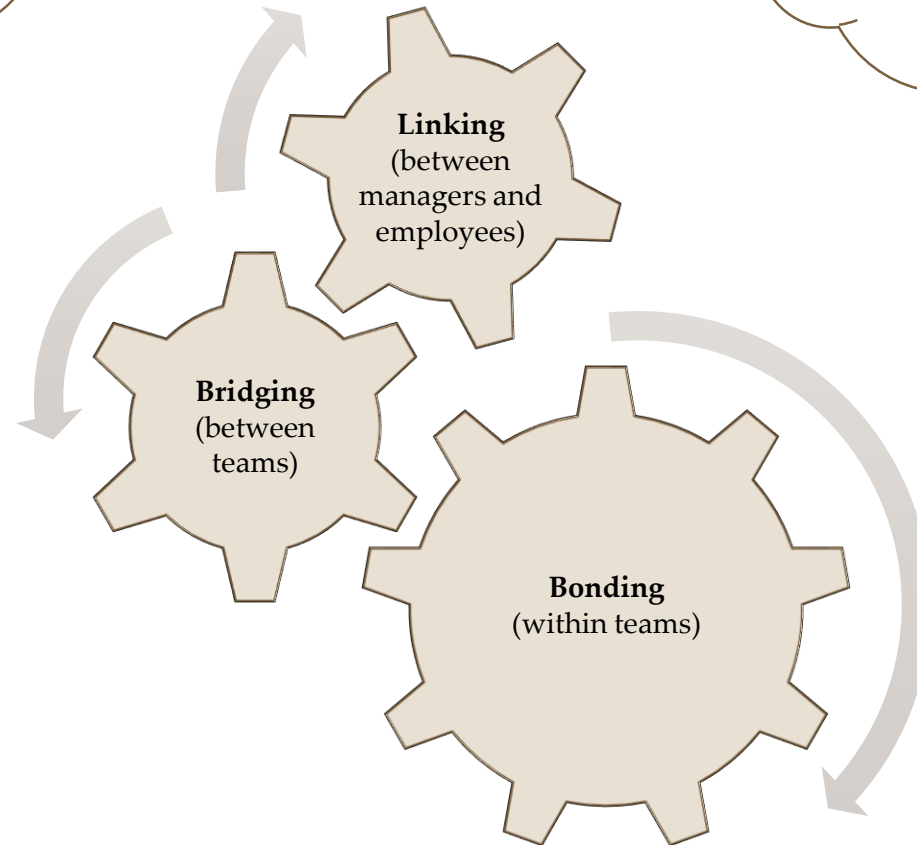 Linking
(between
managers and
employees)
Bridging
(between
teams)
Bonding
(within teams)